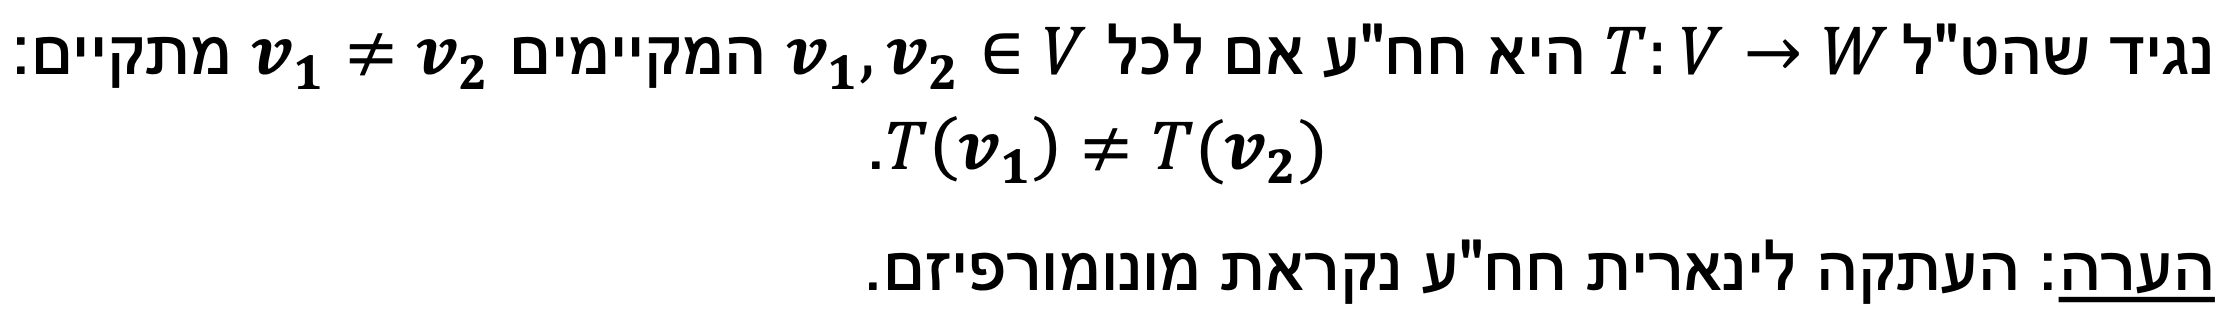 נגיד שהט"ל T: V → W היא חח"ע אם לכל v₁, v₂ ∈ V המקיימים v₁ ≠ v₂ מתקיים:
T(v₁) ≠ T(v₂).
הערה: העתקה לינארית חח"ע נקראת מונומורפיזם.